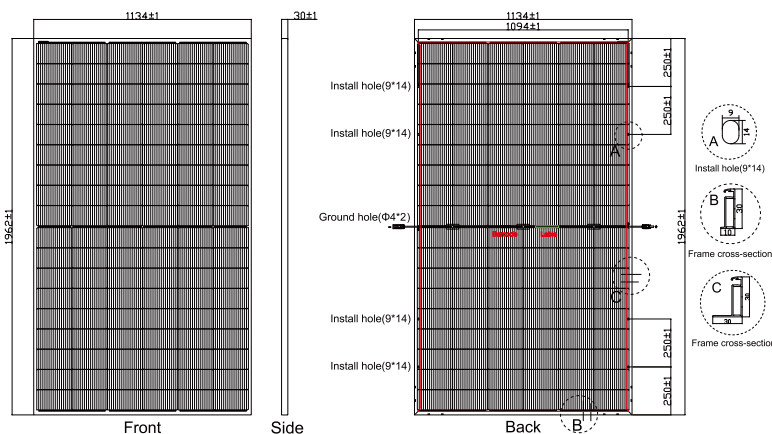 1134±1
30±1
1134±1
1094±1
250±1
250±1
Install hole(9*14)
Install hole(9*14)
Ground hole(Φ4*2)
Install hole(9*14)
Install hole(9*14)
1962±1
1962±1
250±1
250±1
A
C
B
Barcode
Label
A
9
14
Install hole(9*14)
B
30
10
Frame cross-section
C
30
30
Frame cross-section
Front
Side
Back